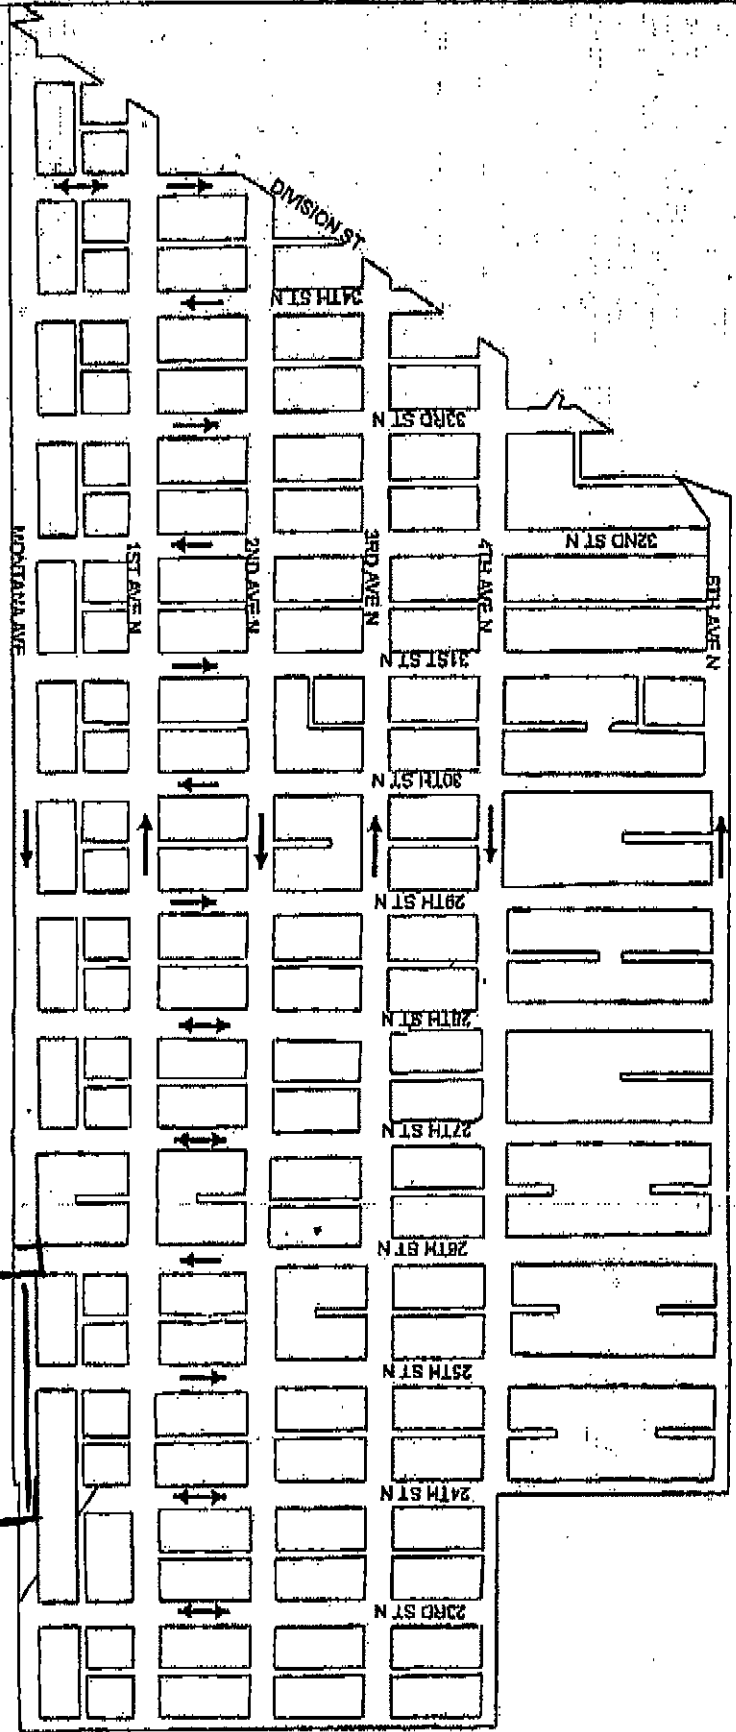 DIVISION ST
34TH ST N
33RD ST N
32ND ST N
MONTANA AVE
1ST AVE N
2ND AVE N
3RD AVE N
4TH AVE N
6TH AVE N
31ST ST N
30TH ST N
29TH ST N
28TH ST N
27TH ST N
26TH ST N
25TH ST N
24TH ST N
23RD ST N